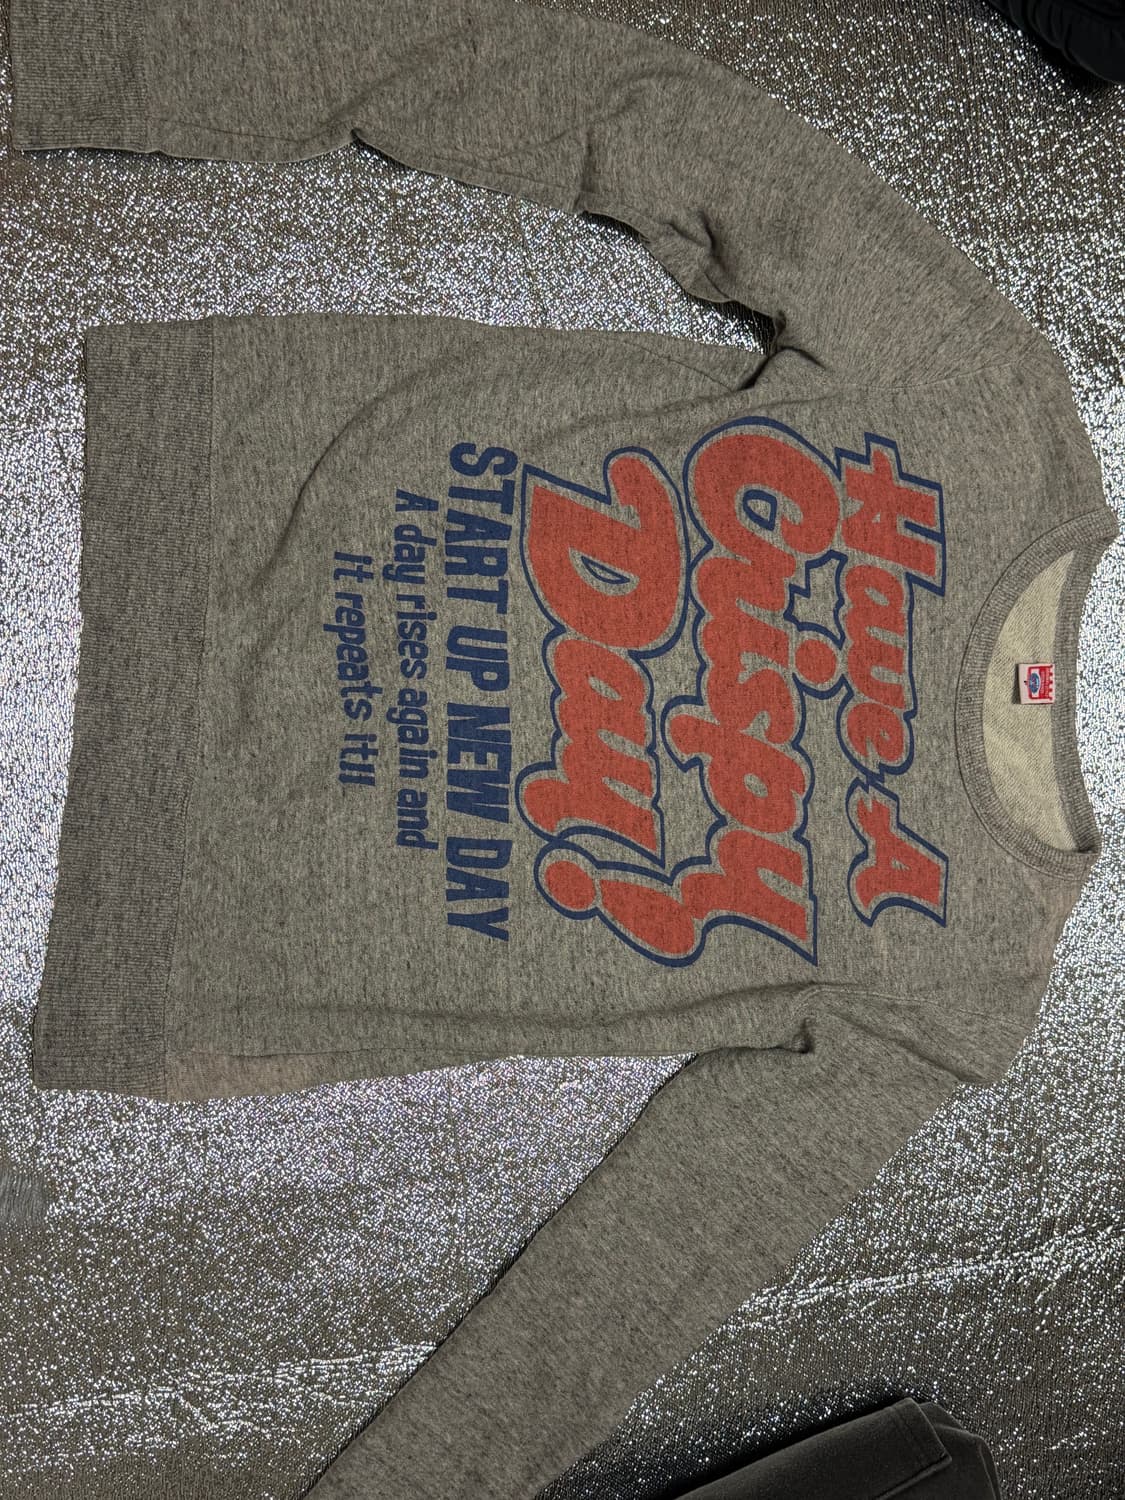 Have A
Crispy
Day!
START UP NEW DAY
A day rises again and
It repeats it!!